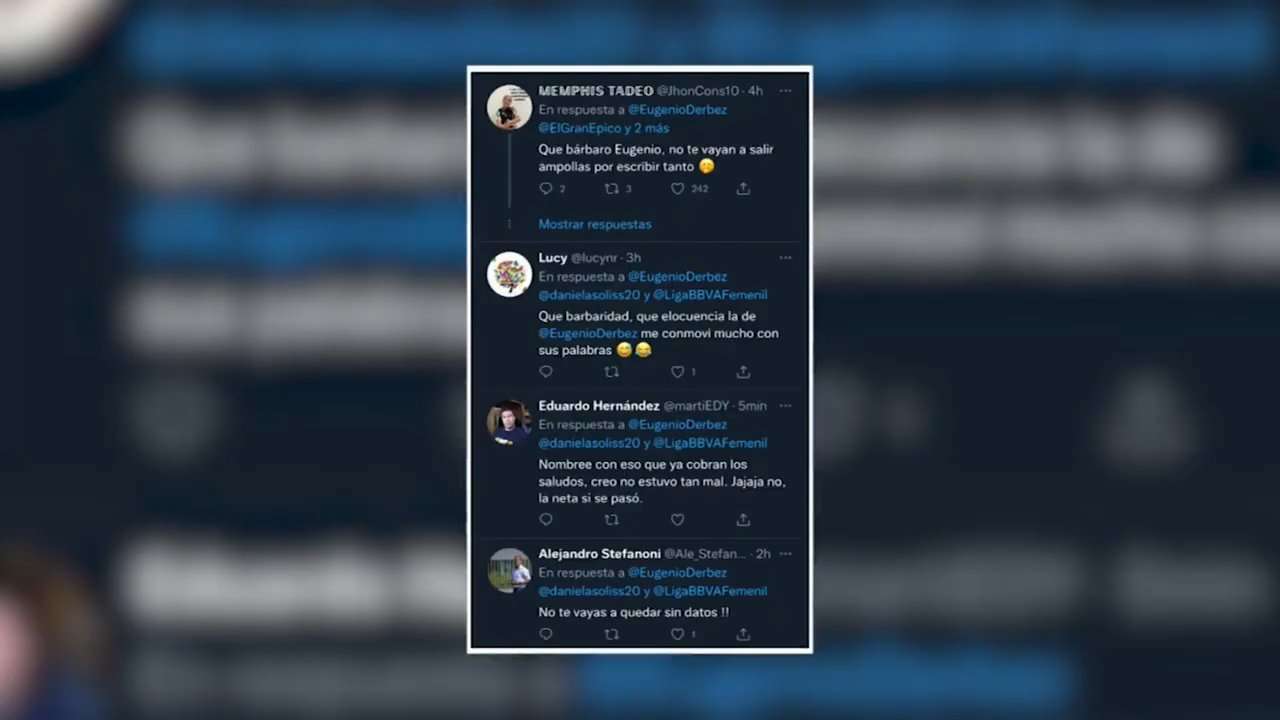 MEMPHIS TADEO @JhonCons10 · 4h
En respuesta a @EugenioDerbez
@ElGranEpico y 2 más
Que bárbaro Eugenio, no te vayan a salir
ampollas por escribir tanto 🤭
2 3 242
Mostrar respuestas
Lucy @lucynr · 3h
En respuesta a @EugenioDerbez
@danielasoliss20 y @LigaBBVAFemenil
Que barbaridad, que elocuencia la de
@EugenioDerbez me conmovi mucho con
sus palabras 😅😂
1
Eduardo Hernández @martiEDY · 5min
En respuesta a @EugenioDerbez
@danielasoliss20 y @LigaBBVAFemenil
Nombree con eso que ya cobran los
saludos, creo no estuvo tan mal. Jajaja no,
la neta si se pasó.
Alejandro Stefanoni @Ale_Stefan... · 2h
En respuesta a @EugenioDerbez
@danielasoliss20 y @LigaBBVAFemenil
No te vayas a quedar sin datos !!
1